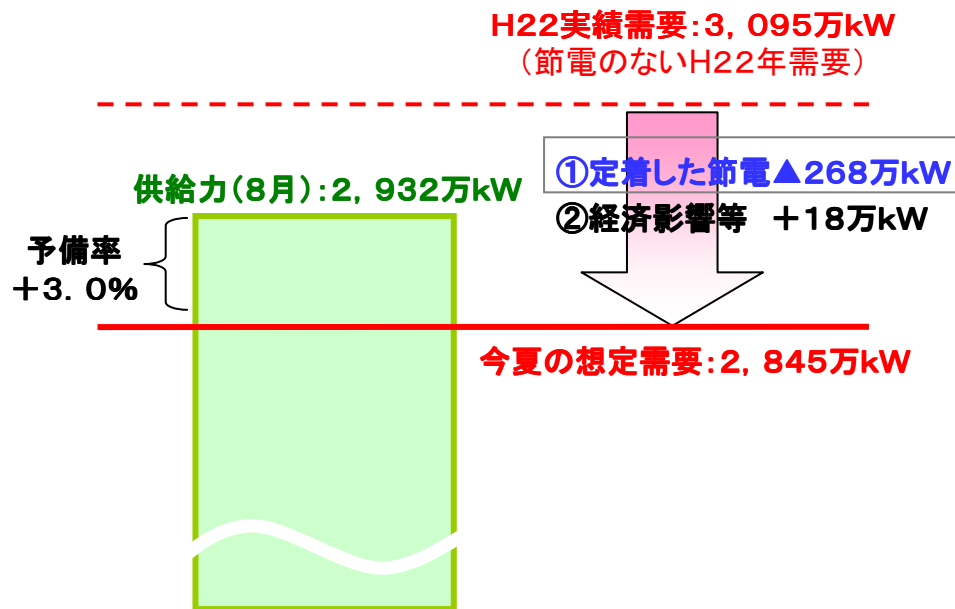 H22実績需要:3，095万kW
（節電のないH22年需要）
①定着した節電▲268万kW
供給力(8月):2，932万kW
②経済影響等　+18万kW
予備率
+3．0%
今夏の想定需要:2，845万kW